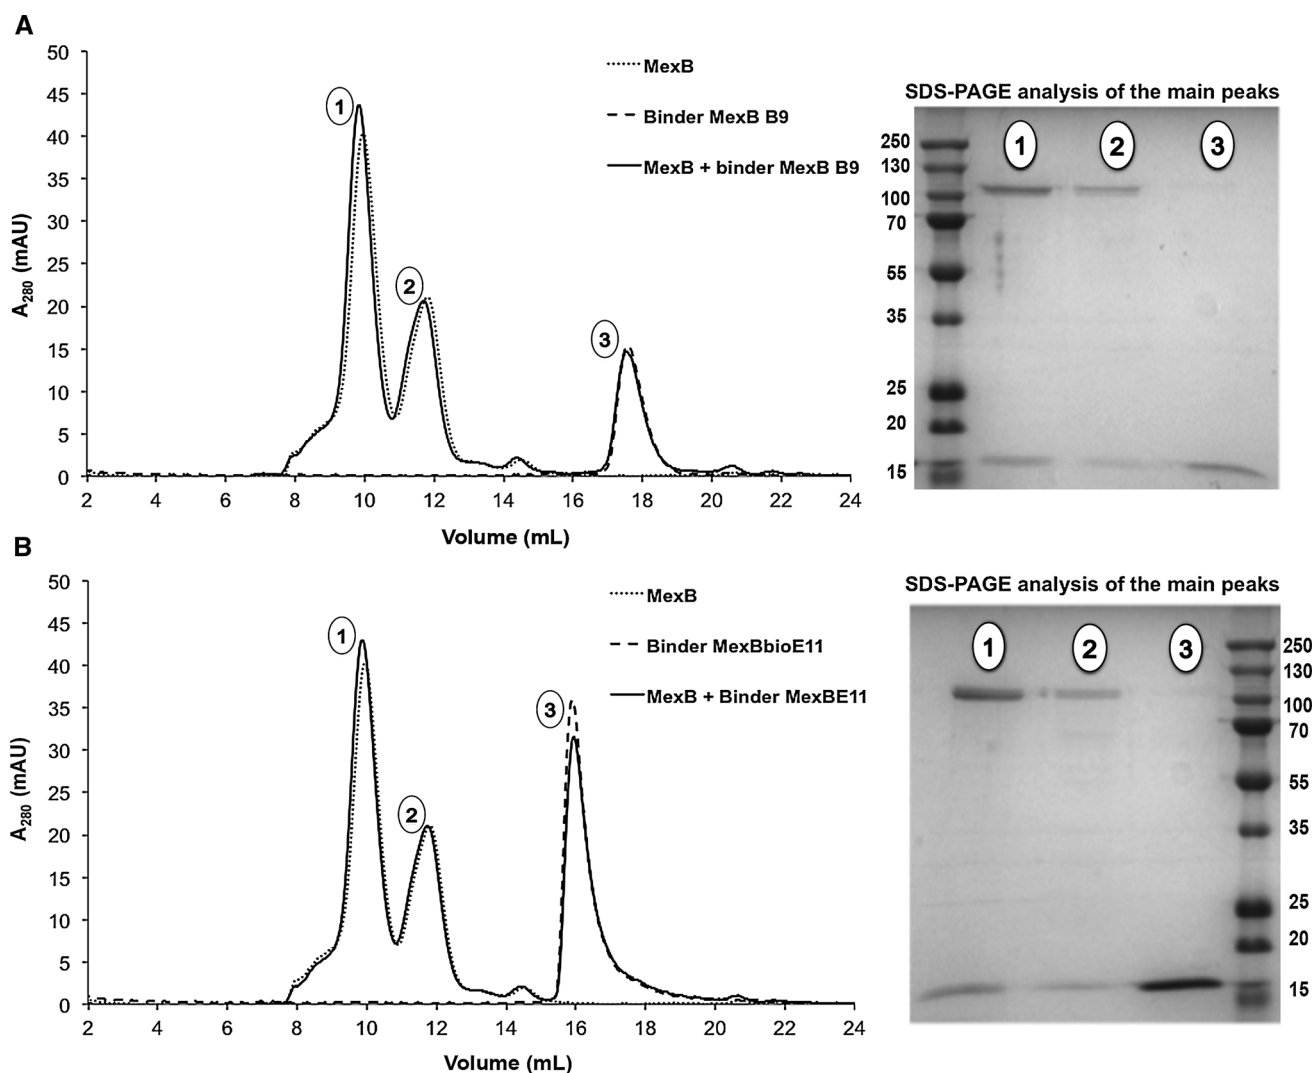 A
50
45
40
35
30
25
20
15
10
5
0
A280 (mAU)
2 4 6 8 10 12 14 16 18 20 22 24
Volume (mL)
1
2
3
MexB
Binder MexB B9
MexB + binder MexB B9
SDS-PAGE analysis of the main peaks
250
130
100
70
55
35
25
20
15
1 2 3
B
50
45
40
35
30
25
20
15
10
5
0
A280 (mAU)
2 4 6 8 10 12 14 16 18 20 22 24
Volume (mL)
1
2
3
MexB
Binder MexBbioE11
MexB + Binder MexBE11
SDS-PAGE analysis of the main peaks
1 2 3
250
130
100
70
55
35
25
20
15